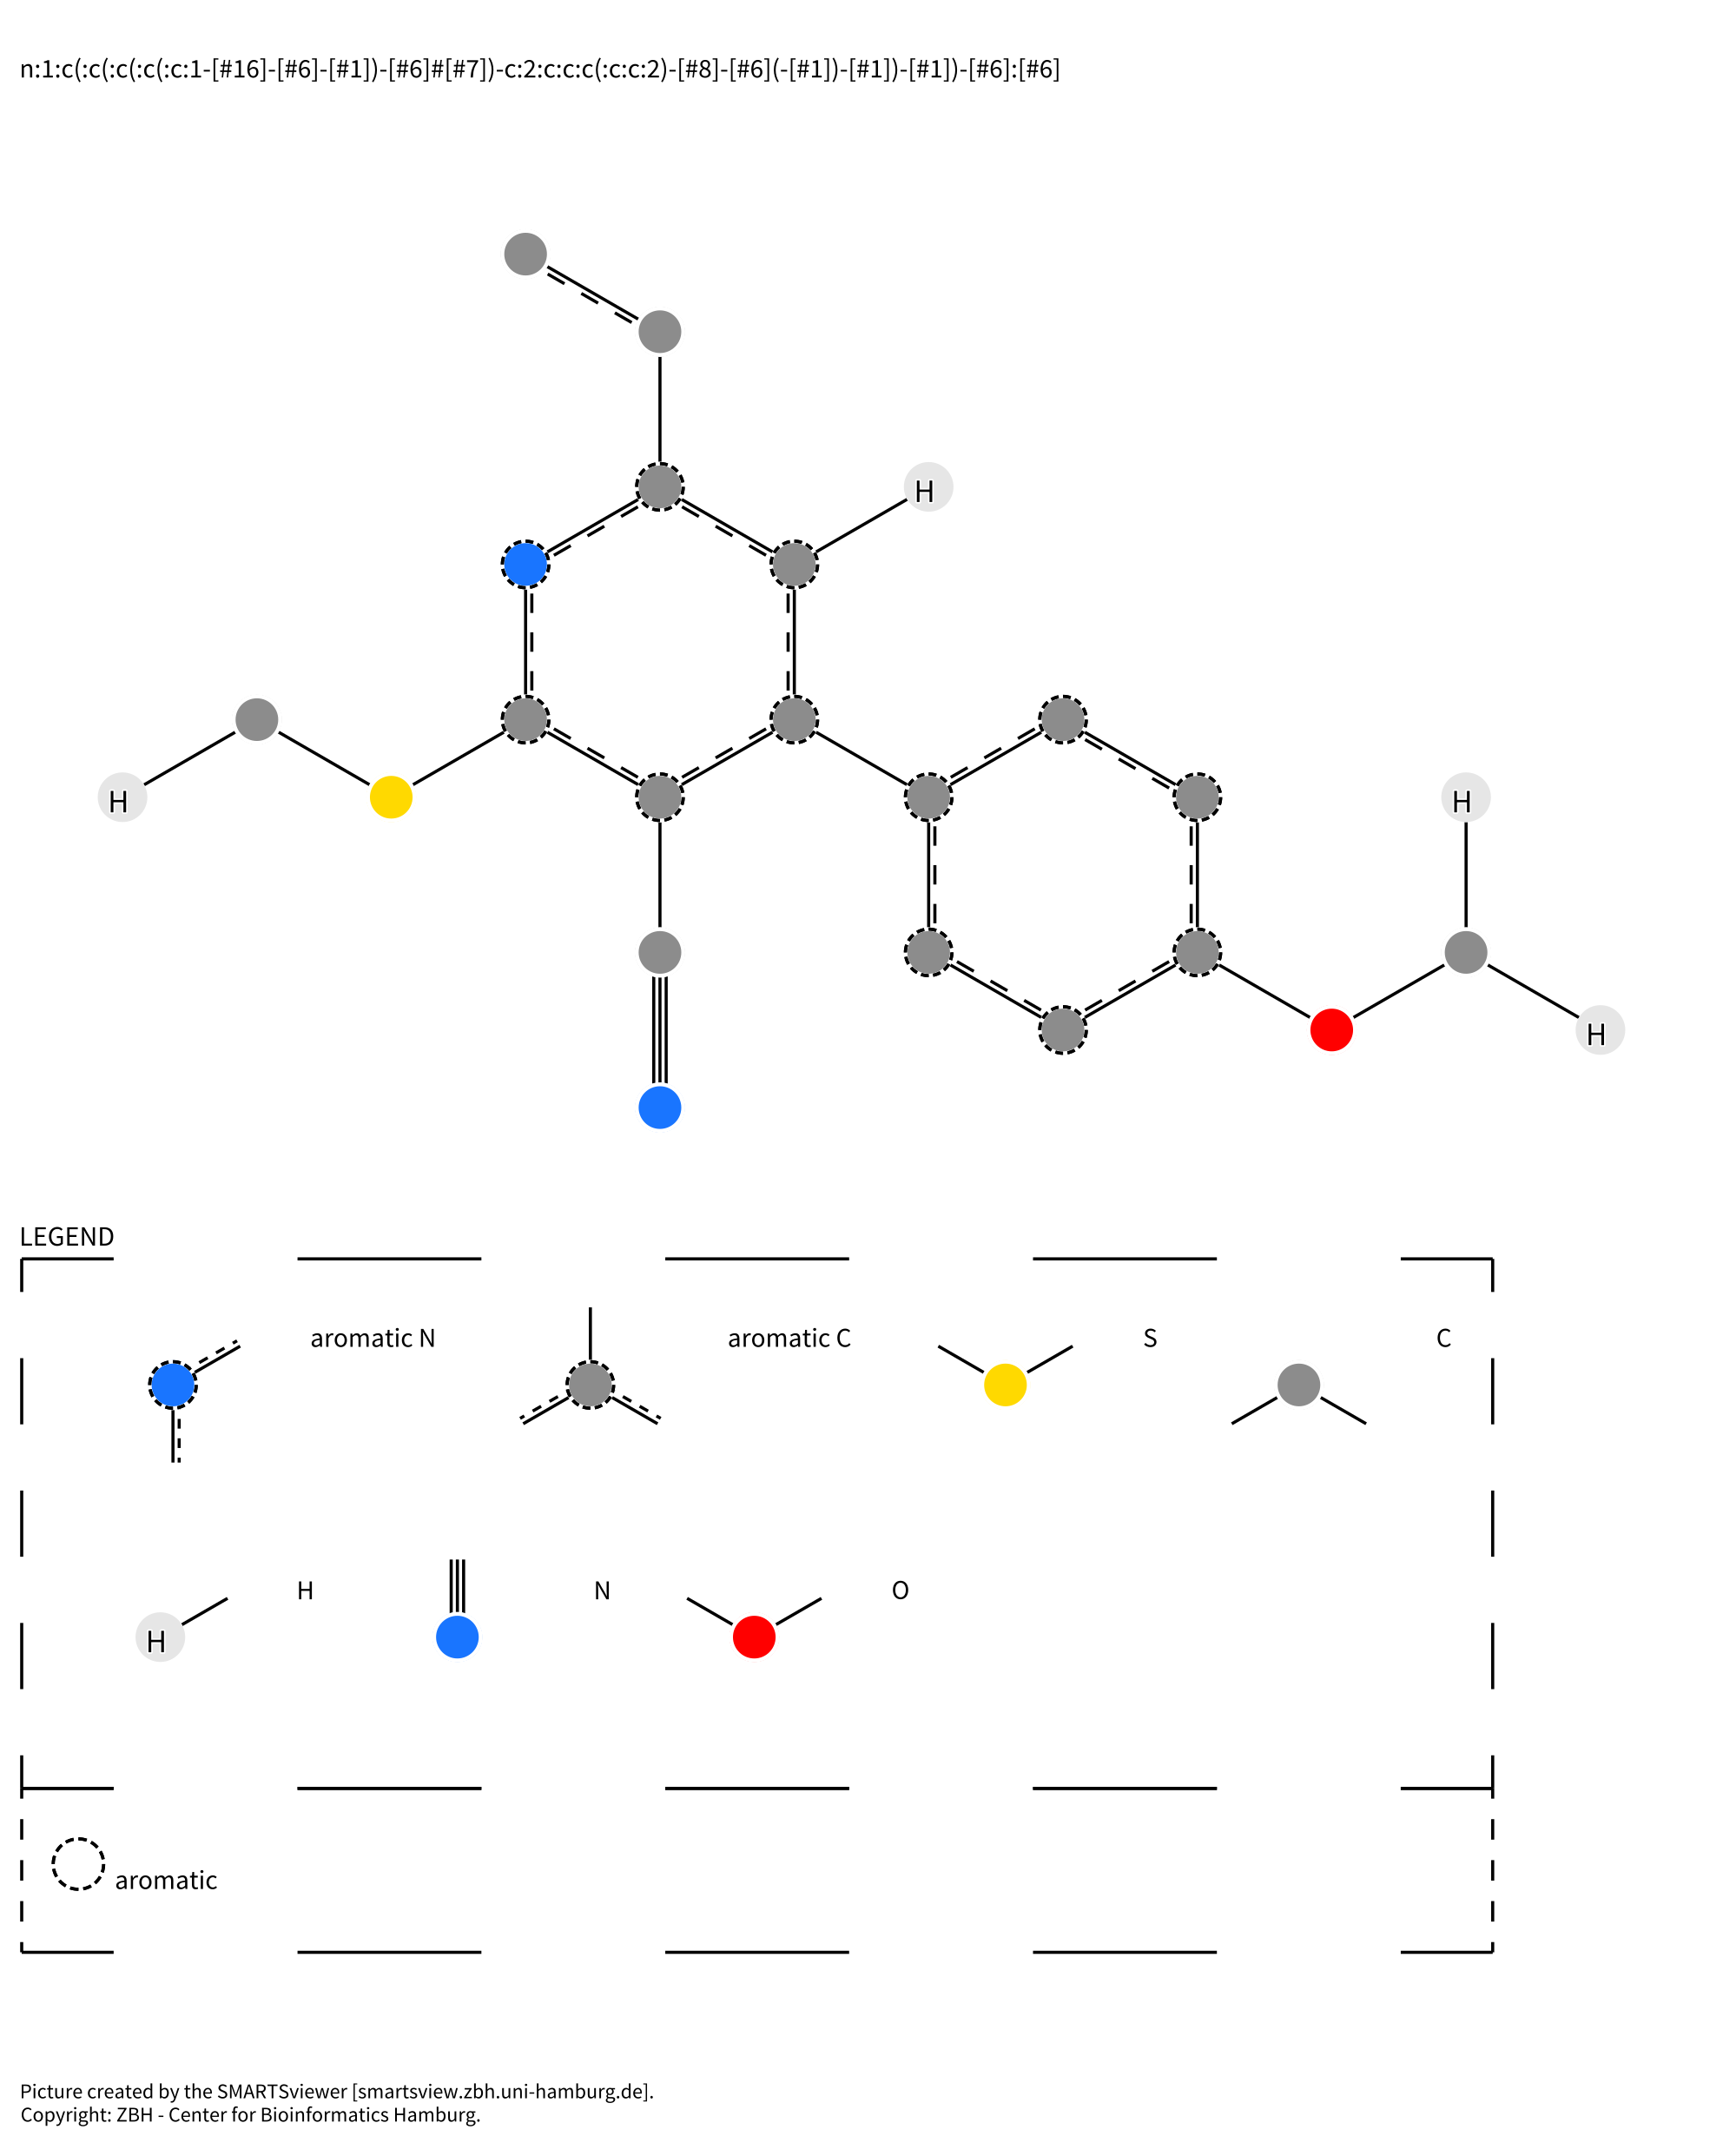 n:1:c(:c(:c(:c(:c:1-[#16]-[#6]-[#1])-[#6]#[#7])-c:2:c:c:c(:c:c:2)-[#8]-[#6](-[#1])-[#1])-[#1])-[#6]:[#6]
H
H
H
H
LEGEND
aromatic N
aromatic C
S
C
H
H
N
O
aromatic
Picture created by the SMARTSviewer [smartsview.zbh.uni-hamburg.de].
Copyright: ZBH - Center for Bioinformatics Hamburg.